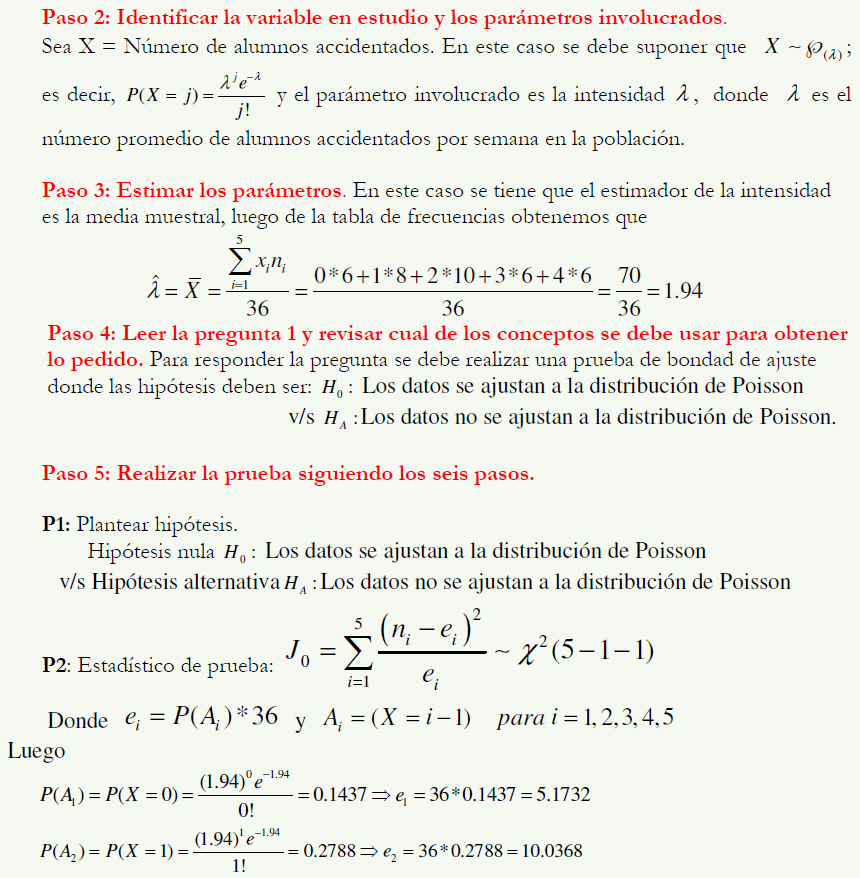 Paso 2: Identificar la variable en estudio y los parámetros involucrados.
Sea X = Número de alumnos accidentados. En este caso se debe suponer que X ~ ℘(λ);
es decir, P(X = j) = λ^j e^{-λ} / j! y el parámetro involucrado es la intensidad λ, donde λ es el
número promedio de alumnos accidentados por semana en la población.
Paso 3: Estimar los parámetros. En este caso se tiene que el estimador de la intensidad
es la media muestral, luego de la tabla de frecuencias obtenemos que
λ̂ = X̄ = ∑_{i=1}^{5} x_i n_i / 36 = 0*6+1*8+2*10+3*6+4*6 / 36 = 70 / 36 = 1.94
Paso 4: Leer la pregunta 1 y revisar cual de los conceptos se debe usar para obtener
lo pedido. Para responder la pregunta se debe realizar una prueba de bondad de ajuste
donde las hipótesis deben ser: H_0 : Los datos se ajustan a la distribución de Poisson
v/s H_A : Los datos no se ajustan a la distribución de Poisson.
Paso 5: Realizar la prueba siguiendo los seis pasos.
P1: Plantear hipótesis.
Hipótesis nula H_0 : Los datos se ajustan a la distribución de Poisson
v/s Hipótesis alternativa H_A : Los datos no se ajustan a la distribución de Poisson
P2: Estadístico de prueba: J_0 = ∑_{i=1}^{5} (n_i − e_i)^2 / e_i ~ χ^2(5−1−1)
Donde e_i = P(A_i)*36 y A_i = (X = i−1) para i = 1, 2, 3, 4, 5
Luego
P(A_1) = P(X = 0) = (1.94)^0 e^{-1.94} / 0! = 0.1437 ⇒ e_1 = 36*0.1437 = 5.1732
P(A_2) = P(X = 1) = (1.94)^1 e^{-1.94} / 1! = 0.2788 ⇒ e_2 = 36*0.2788 = 10.0368